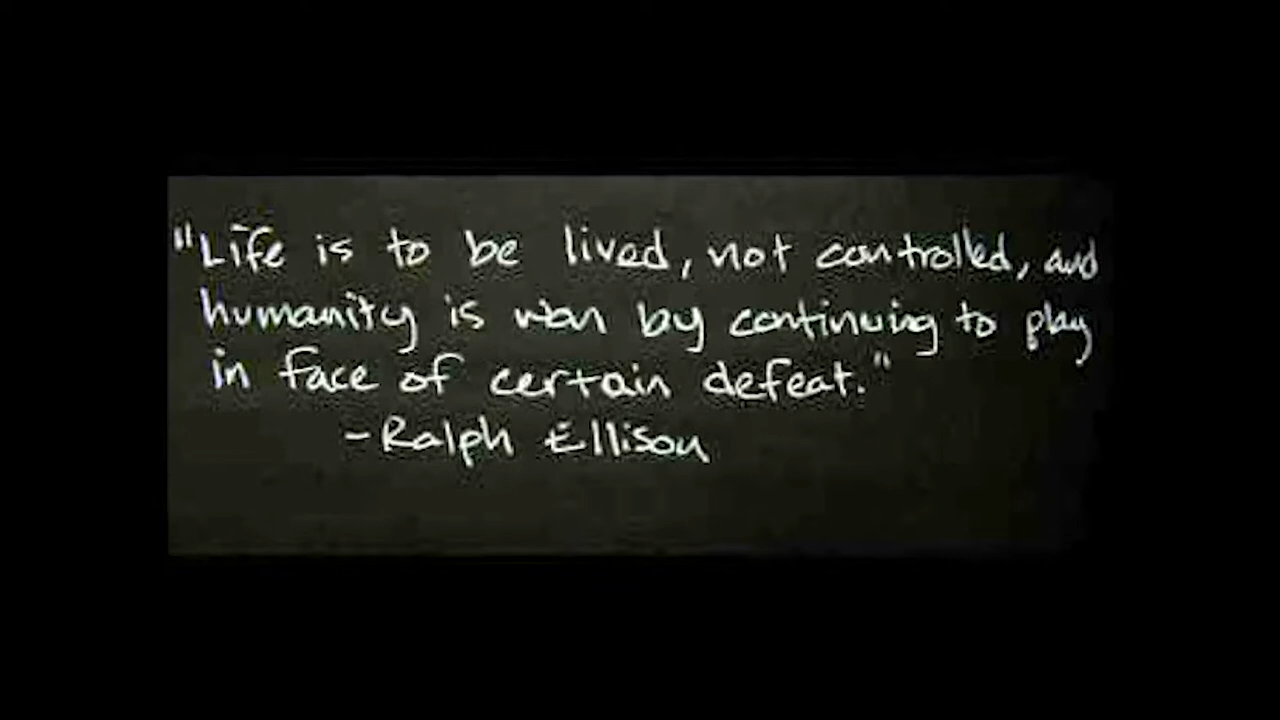 "Life is to be lived, not controlled, and
humanity is won by continuing to play
in face of certain defeat."
-Ralph Ellison